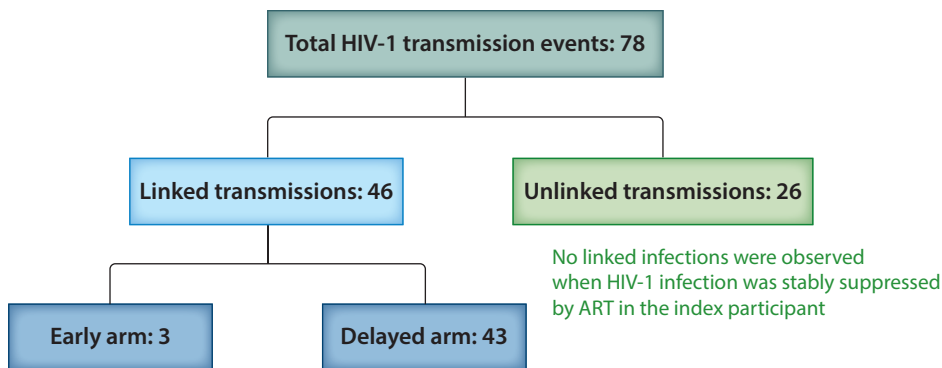 Total HIV-1 transmission events: 78
Linked transmissions: 46
Unlinked transmissions: 26
No linked infections were observed
when HIV-1 infection was stably suppressed
by ART in the index participant
Early arm: 3
Delayed arm: 43